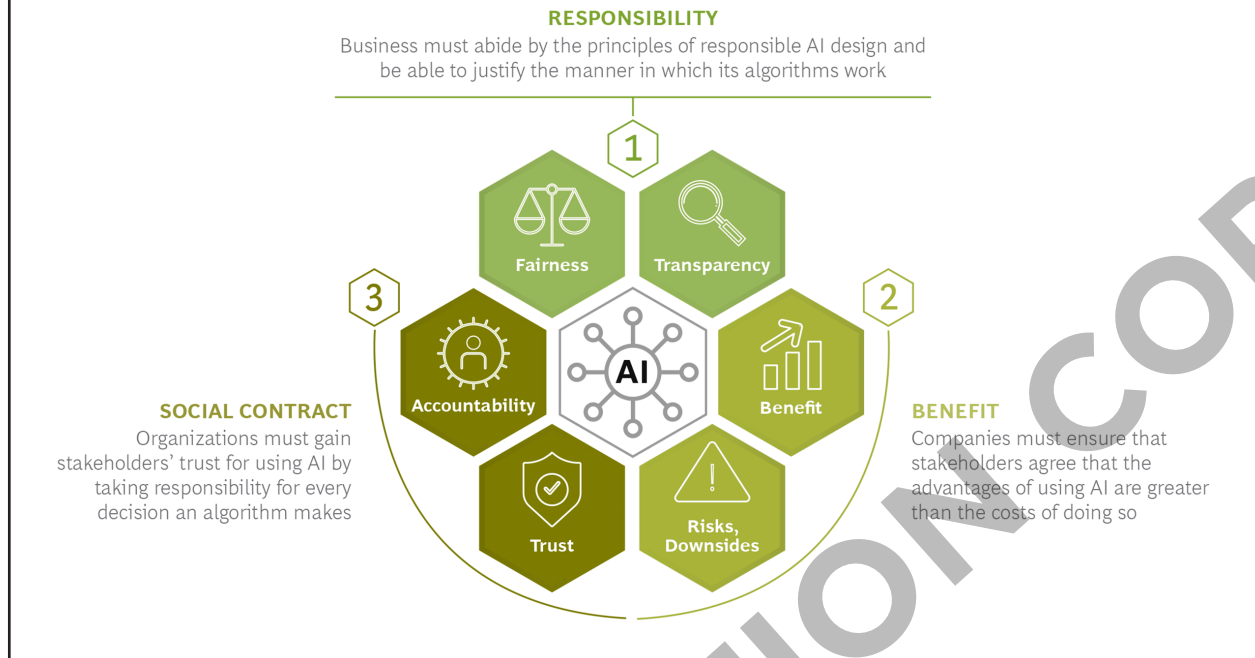 RESPONSIBILITY
Business must abide by the principles of responsible AI design and
be able to justify the manner in which its algorithms work
1
Fairness
Transparency
3
2
AI
Accountability
Benefit
SOCIAL CONTRACT
Organizations must gain
stakeholders’ trust for using AI by
taking responsibility for every
decision an algorithm makes
BENEFIT
Companies must ensure that
stakeholders agree that the
advantages of using AI are greater
than the costs of doing so
Trust
Risks,
Downsides